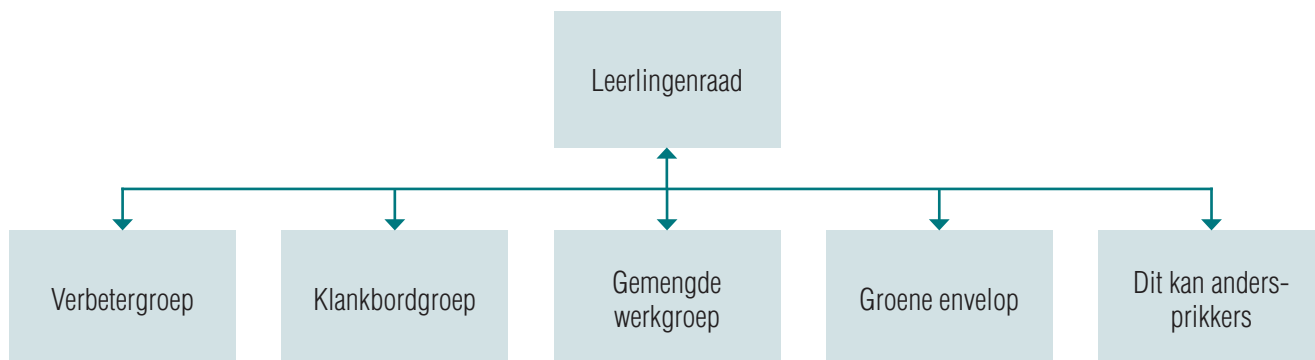 Leerlingenraad
Verbetergroep
Klankbordgroep
Gemengde
werkgroep
Groene envelop
Dit kan anders-
prikkers